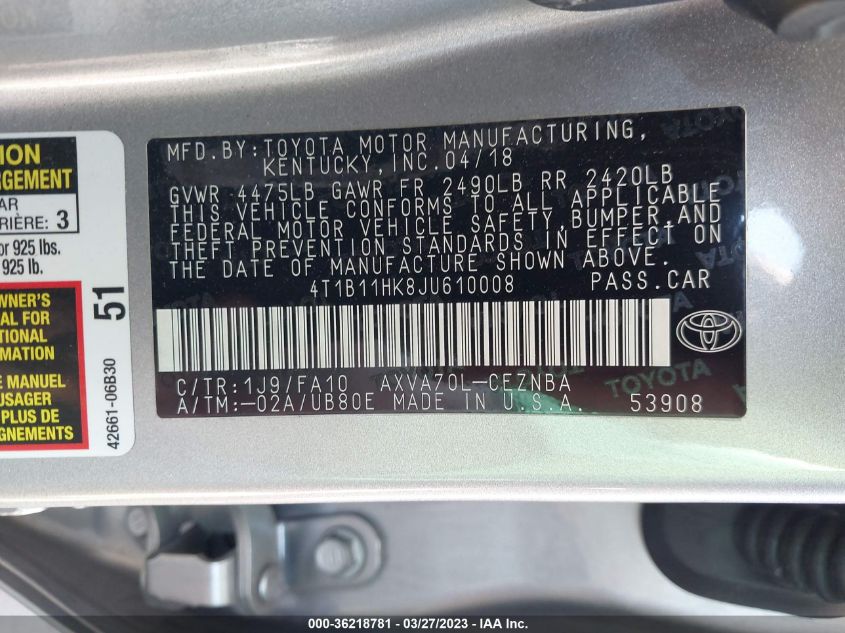 ION
RGEMENT
AR
RIÈRE: 3
or 925 lbs.
925 lb.
WNER'S
AL FOR
TIONAL
RMATION
E MANUEL
USAGER
PLUS DE
GNEMENTS
51
42661-06B30
MFD.BY:TOYOTA MOTOR MANUFACTURING,
KENTUCKY, INC. 04/18
GVWR 4475LB GAWR FR 2490LB RR 2420LB
THIS VEHICLE CONFORMS TO ALL APPLICABLE
FEDERAL MOTOR VEHICLE SAFETY,BUMPER,AND
THEFT PREVENTION STANDARDS IN EFFECT ON
THE DATE OF MANUFACTURE SHOWN ABOVE.
4T1B11HK8JU610008 PASS.CAR
C/TR:1J9/FA10 AXVA70L-CEZNBA
A/TM:-02A/UB80E MADE IN U.S.A. 53908
TOYOTA
000-36218781 - 03/27/2023 - IAA Inc.